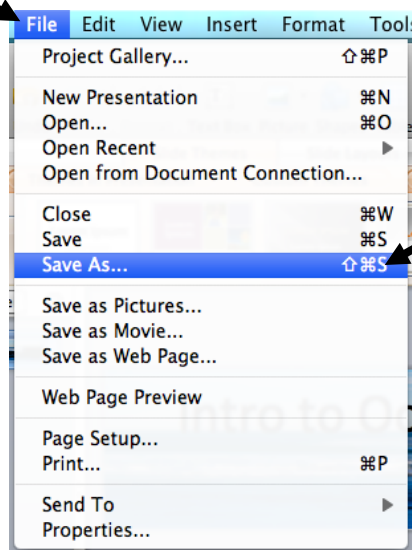 File Edit View Insert Format Tools
Project Gallery... ⇧⌘P
New Presentation ⌘N
Open... ⌘O
Open Recent ▶
Open from Document Connection...
Close ⌘W
Save ⌘S
Save As... ⇧⌘S
Save as Pictures...
Save as Movie...
Save as Web Page...
Web Page Preview
Page Setup...
Print... ⌘P
Send To ▶
Properties...
Intro to